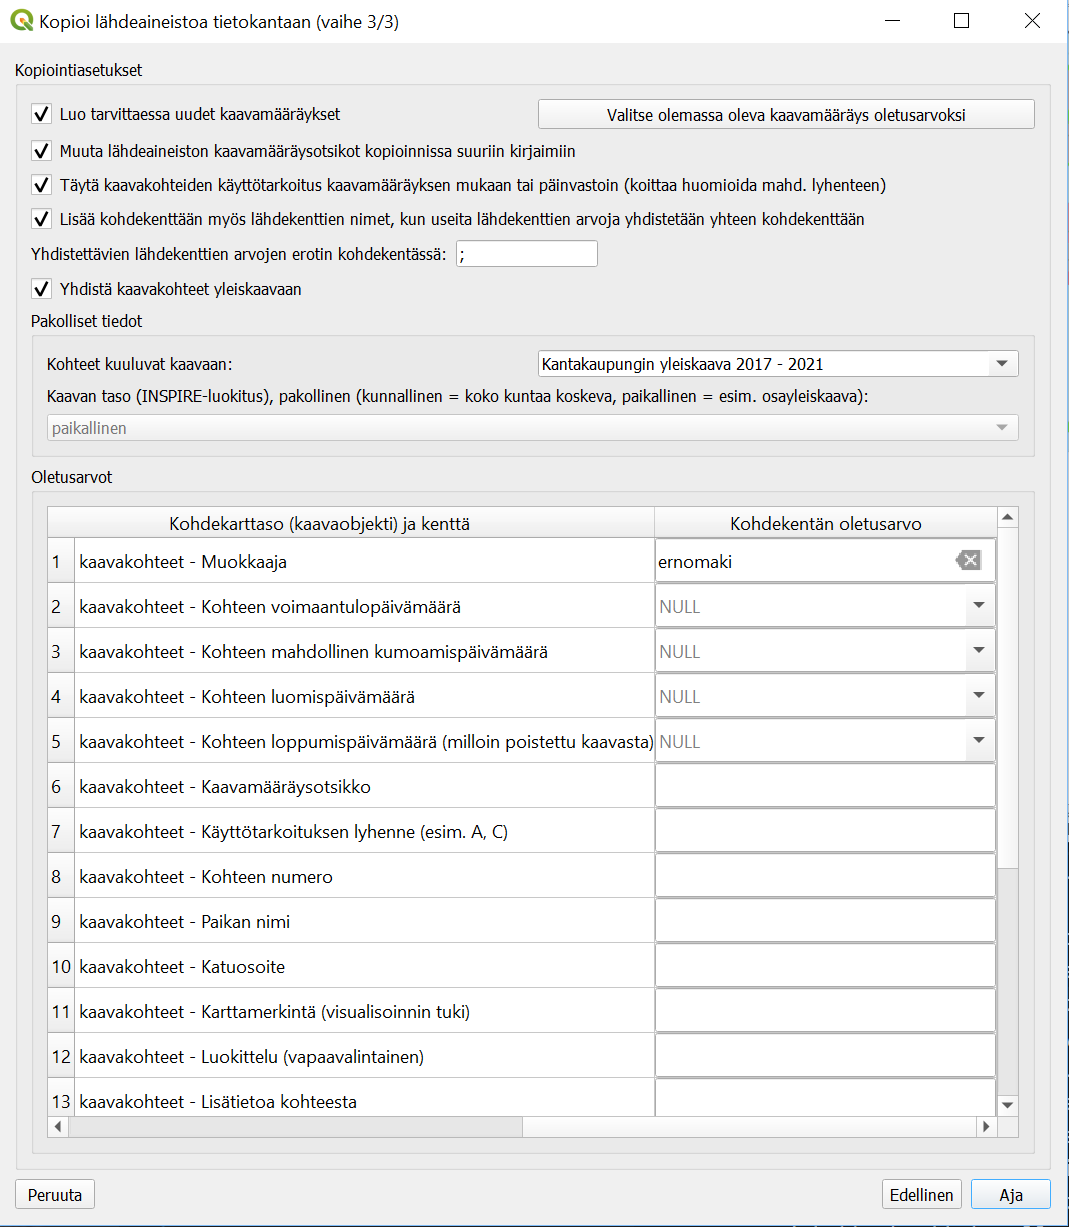 Kopioi lähdeaineistoa tietokantaan (vaihe 3/3)
Kopiointiasetukset
Luo tarvittaessa uudet kaavamääräykset
Valitse olemassa oleva kaavamääräys oletusarvoksi
Muuta lähdeaineiston kaavamääräysotsikot kopioinnissa suuriin kirjaimiin
Täytä kaavakohteiden käyttötarkoitus kaavamääräyksen mukaan tai päinvastoin (koittaa huomioida mahd. lyhenteen)
Lisää kohdekenttään myös lähdekenttien nimet, kun useita lähdekenttien arvoja yhdistetään yhteen kohdekenttään
Yhdistettävien lähdekenttien arvojen erotin kohdekentässä: ;
Yhdistä kaavakohteet yleiskaavaan
Pakolliset tiedot
Kohteet kuuluvat kaavaan: Kantakaupungin yleiskaava 2017 - 2021
Kaavan taso (INSPIRE-luokitus), pakollinen (kunnallinen = koko kuntaa koskeva, paikallinen = esim. osayleiskaava):
paikallinen
Oletusarvot
Kohdekarttaso (kaavaobjekti) ja kenttä Kohdekentän oletusarvo
1 kaavakohteet - Muokkaaja ernomaki
2 kaavakohteet - Kohteen voimaantulopäivämäärä NULL
3 kaavakohteet - Kohteen mahdollinen kumoamispäivämäärä NULL
4 kaavakohteet - Kohteen luomispäivämäärä NULL
5 kaavakohteet - Kohteen loppumispäivämäärä (milloin poistettu kaavasta) NULL
6 kaavakohteet - Kaavamääräysotsikko
7 kaavakohteet - Käyttötarkoituksen lyhenne (esim. A, C)
8 kaavakohteet - Kohteen numero
9 kaavakohteet - Paikan nimi
10 kaavakohteet - Katuosoite
11 kaavakohteet - Karttamerkintä (visualisoinnin tuki)
12 kaavakohteet - Luokittelu (vapaavalintainen)
13 kaavakohteet - Lisätietoa kohteesta
Peruuta
Edellinen
Aja